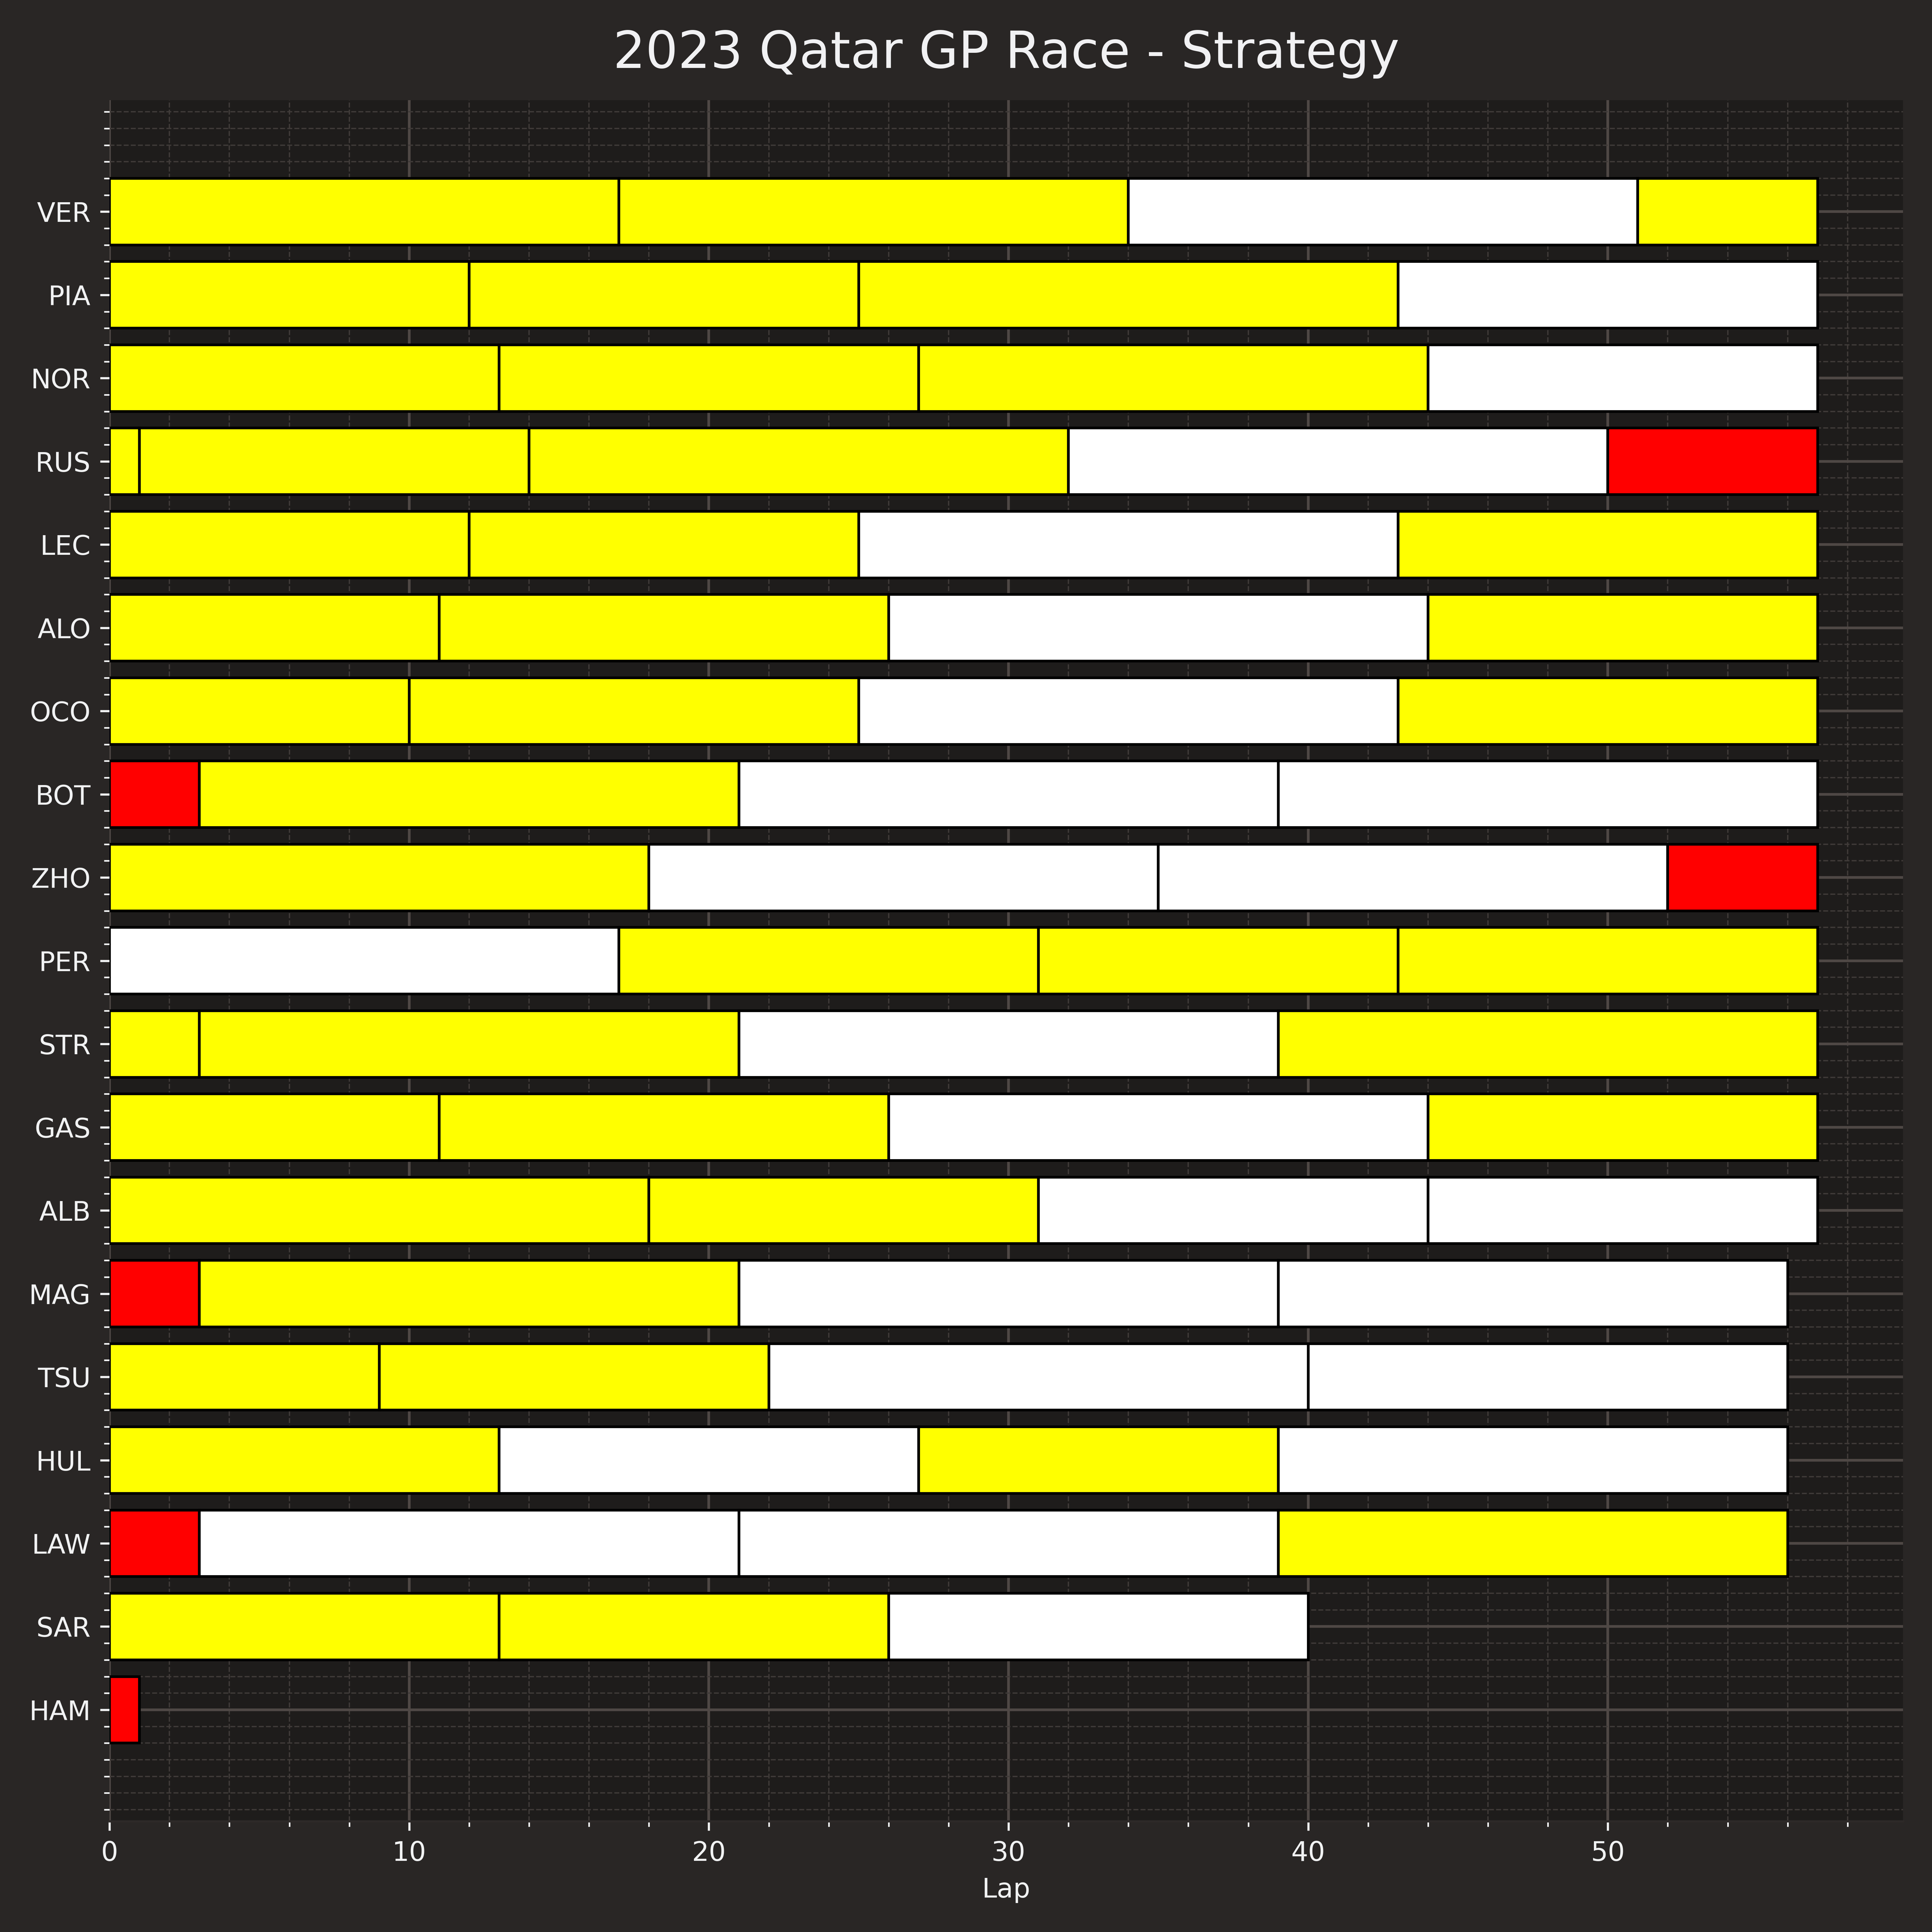 2023 Qatar GP Race - Strategy
VER
PIA
NOR
RUS
LEC
ALO
OCO
BOT
ZHO
PER
STR
GAS
ALB
MAG
TSU
HUL
LAW
SAR
HAM
0 10 20 30 40 50
Lap